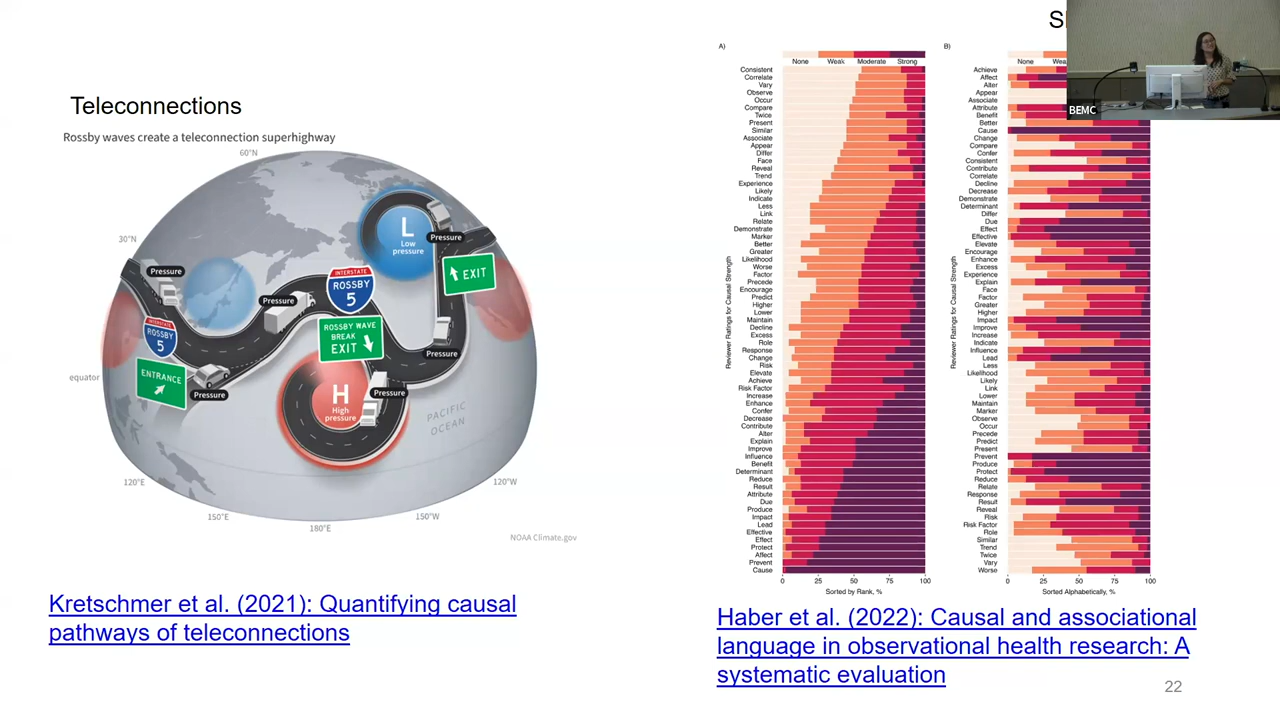 Teleconnections
Rossby waves create a teleconnection superhighway
60°N
30°N
equator
120°E
150°E
180°E
150°W
120°W
L
Low
pressure
Pressure
EXIT
Pressure
Pressure
INTERSTATE
ROSSBY
5
INTERSTATE
ROSSBY
5
ROSSBY WAVE
BREAK
EXIT
Pressure
ENTRANCE
Pressure
H
High
pressure
Pressure
PACIFIC
OCEAN
NOAA Climate.gov
Kretschmer et al. (2021): Quantifying causal
pathways of teleconnections
A)
None Weak Moderate Strong
Reviewer Ratings for Causal Strength
Consistent
Correlate
Vary
Observe
Occur
Compare
Twice
Present
Similar
Associate
Appear
Differ
Face
Reveal
Trend
Experience
Likely
Indicate
Less
Link
Relate
Demonstrate
Marker
Better
Greater
Likelihood
Worse
Factor
Precede
Encourage
Predict
Higher
Lower
Maintain
Decline
Excess
Role
Response
Change
Risk
Elevate
Achieve
Risk Factor
Increase
Enhance
Confer
Decrease
Contribute
Alter
Explain
Improve
Influence
Benefit
Determinant
Reduce
Result
Attribute
Due
Produce
Impact
Lead
Effective
Effect
Protect
Affect
Prevent
Cause
0 25 50 75 100
Sorted by Rank, %
B)
None
Reviewer Ratings for Causal Strength
Achieve
Affect
Alter
Appear
Associate
Attribute
Benefit
Better
Cause
Change
Compare
Confer
Consistent
Contribute
Correlate
Decline
Decrease
Demonstrate
Determinant
Differ
Due
Effect
Effective
Elevate
Encourage
Enhance
Excess
Experience
Explain
Face
Factor
Greater
Higher
Impact
Improve
Increase
Indicate
Influence
Lead
Less
Likelihood
Likely
Link
Lower
Maintain
Marker
Observe
Occur
Precede
Predict
Present
Prevent
Produce
Protect
Reduce
Relate
Response
Result
Reveal
Risk
Risk Factor
Role
Similar
Trend
Twice
Vary
Worse
0 25 50 75 100
Sorted Alphabetically, %
BEMC
Haber et al. (2022): Causal and associational
language in observational health research: A
systematic evaluation
22